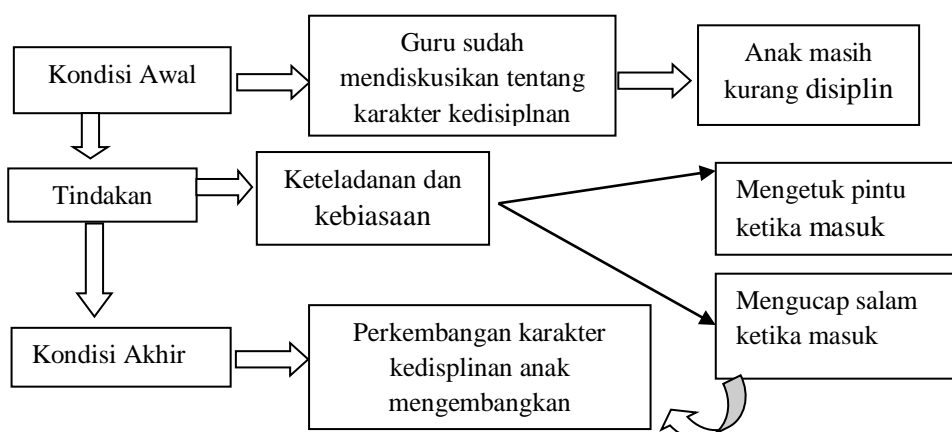 Kondisi Awal
Guru sudah
mendiskusikan tentang
karakter kedisiplnan
Anak masih
kurang disiplin
Tindakan
Keteladanan dan
kebiasaan
Mengetuk pintu
ketika masuk
Mengucap salam
ketika masuk
Kondisi Akhir
Perkembangan karakter
kedisplinan anak
mengembangkan